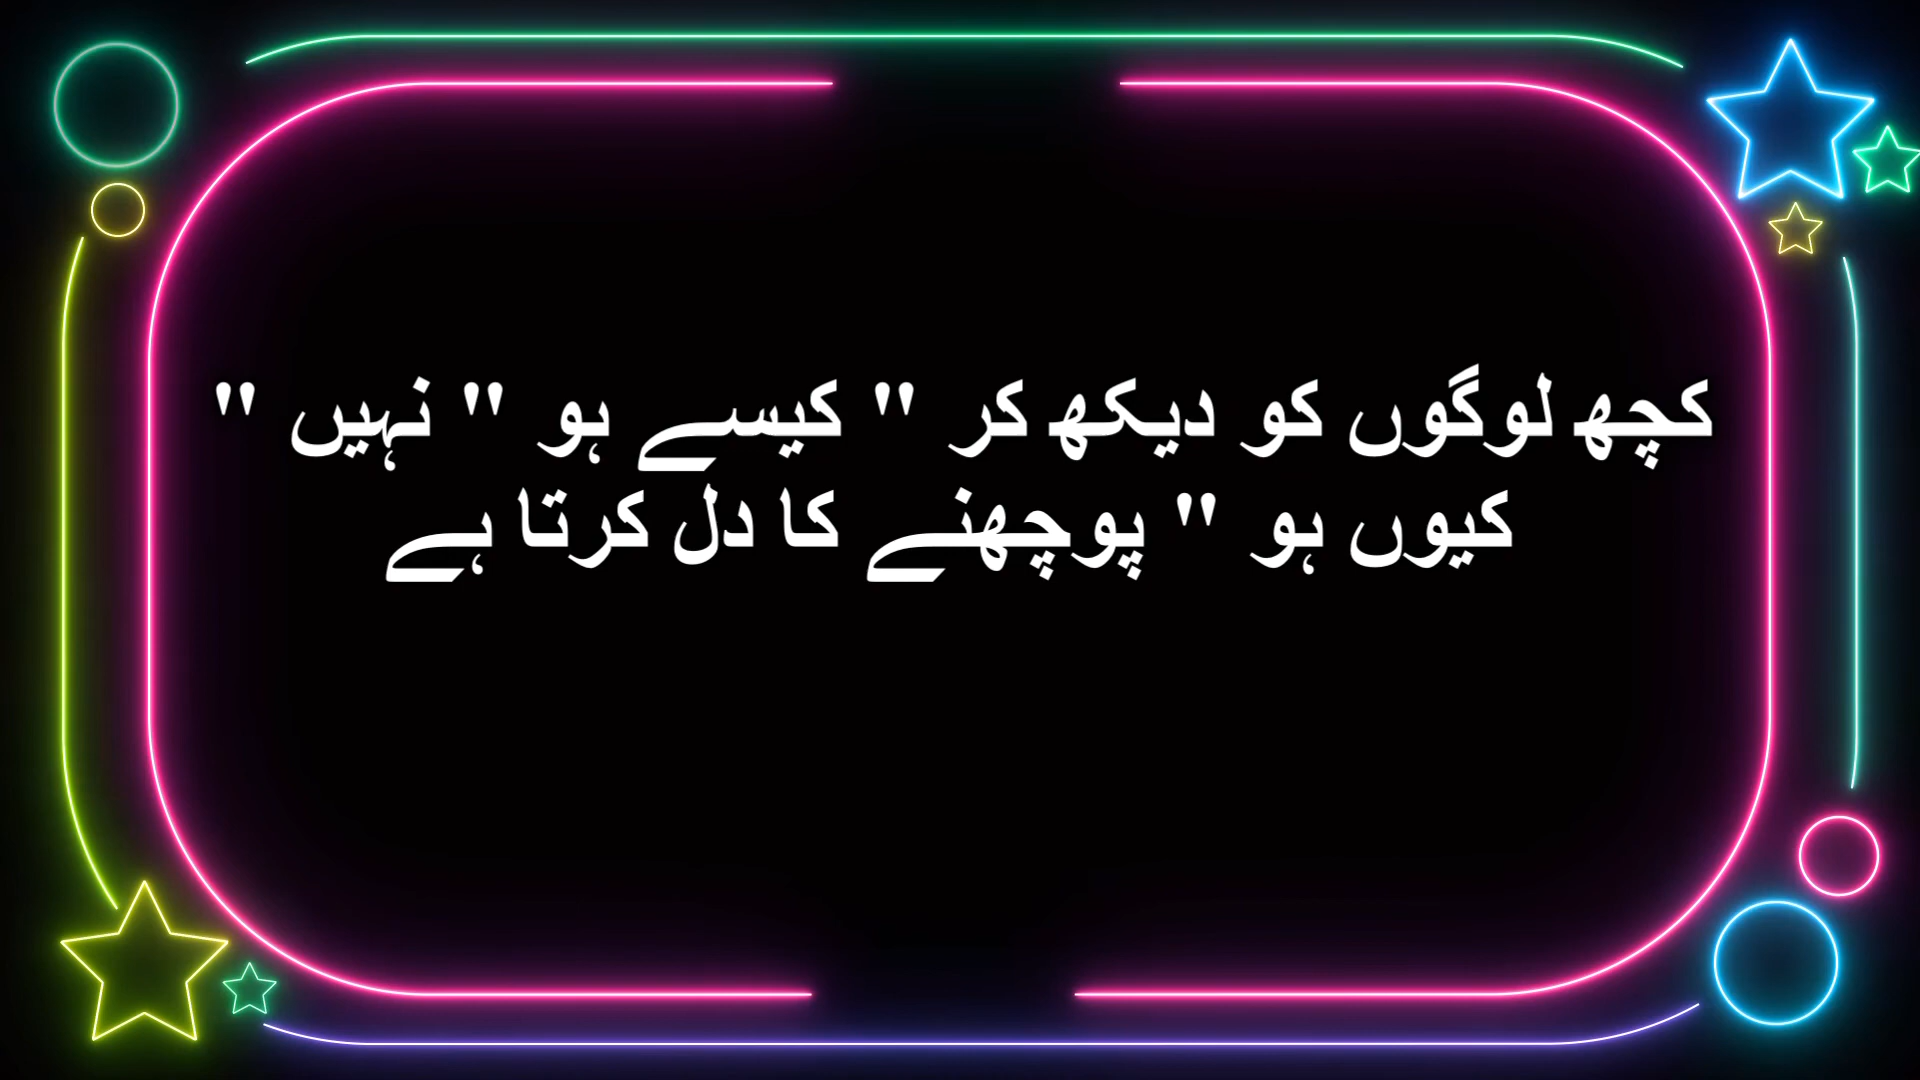 کچھ لوگوں کو دیکھ کر " کیسے ہو " نہیں "
کیوں ہو " پوچھنے کا دل کرتا ہے